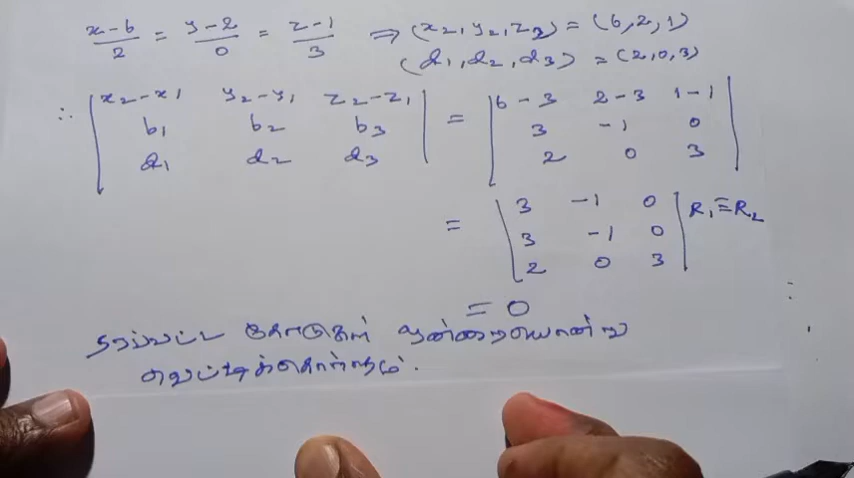 x-6/2 = y-2/0 = z-1/3 ⇒ (x₂, y₂, z₂) = (6, 2, 1)
(d₁, d₂, d₃) = (2, 0, 3)
∴ | x₂-x₁ y₂-y₁ z₂-z₁ | = | 6-3 2-3 1-1 |
| b₁ b₂ b₃ | | 3 -1 0 |
| d₁ d₂ d₃ | | 2 0 3 |
= | 3 -1 0 | R₁ ≡ R₂
| 3 -1 0 |
| 2 0 3 |
= 0
தரப்பட்ட கோடுகள் ஒன்றையொன்று
வெட்டிக்கொள்ளும்.